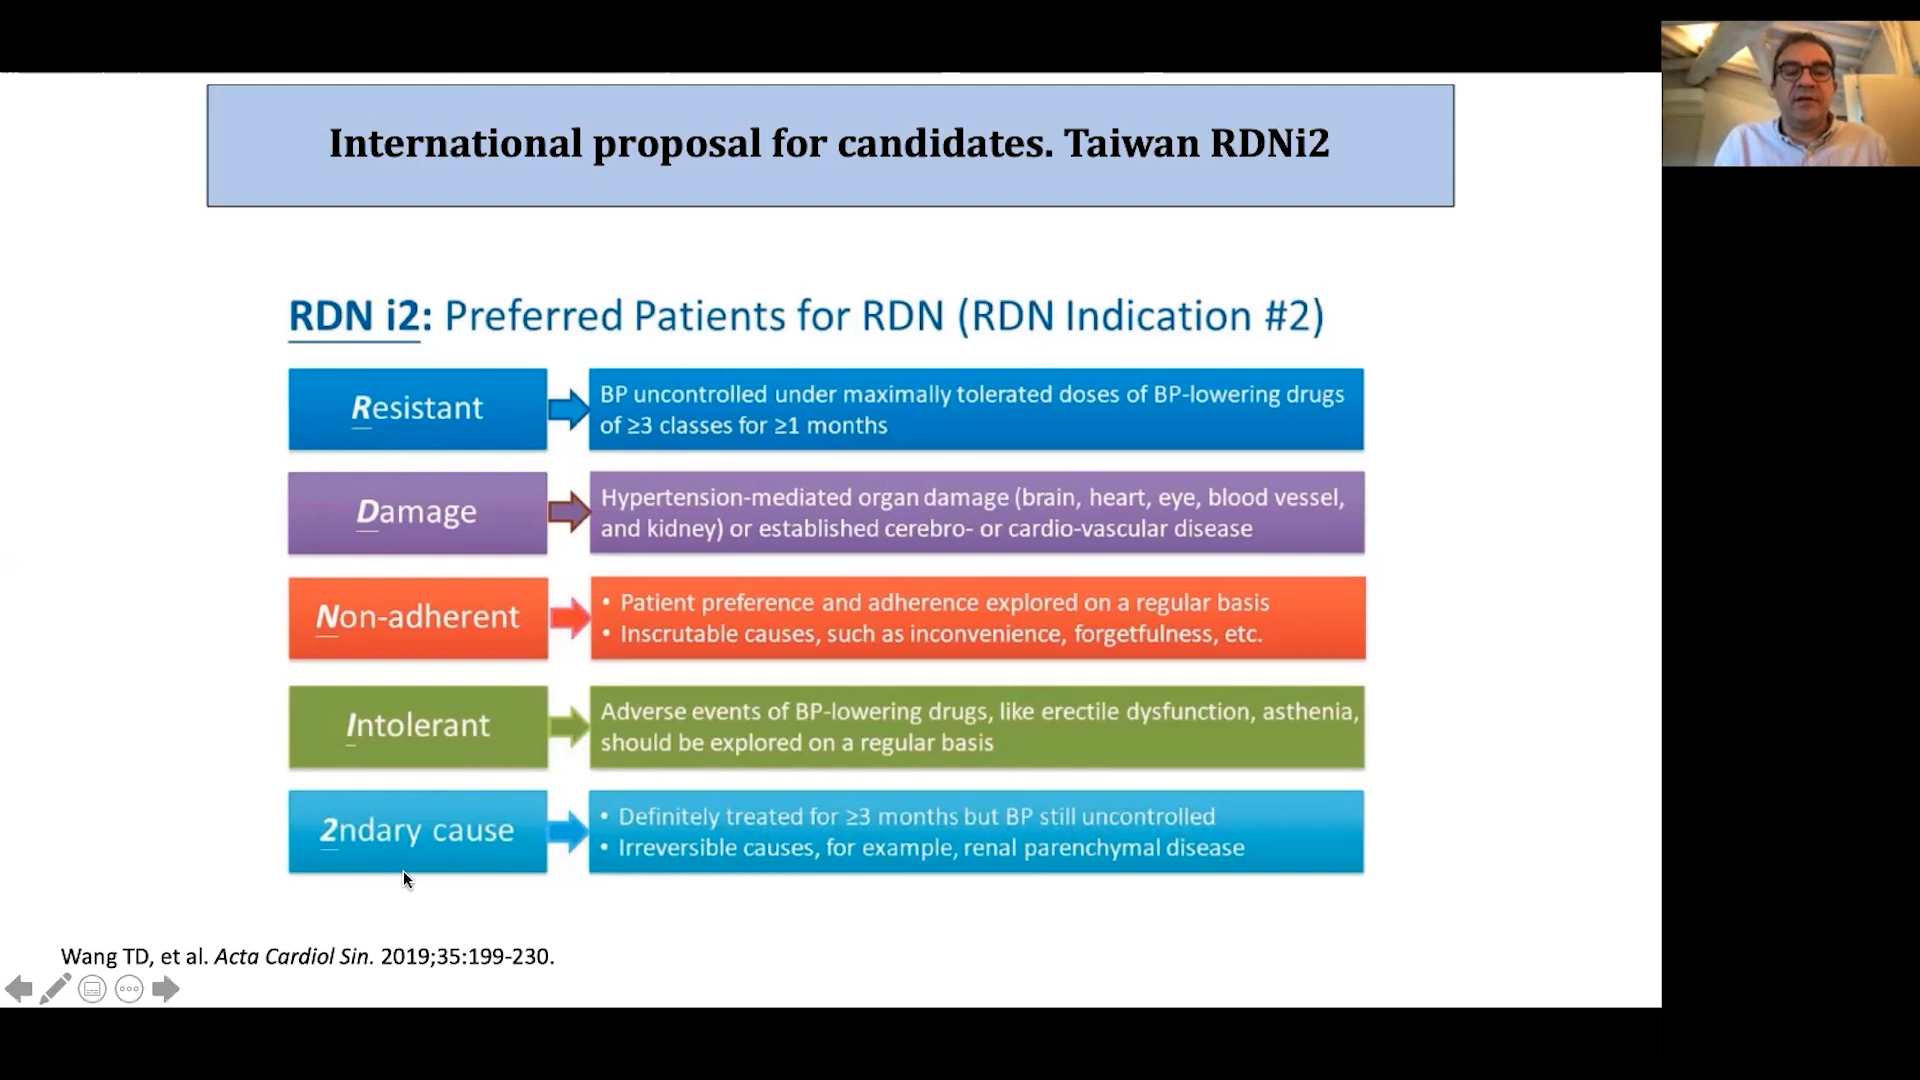 International proposal for candidates. Taiwan RDNi2
RDN i2: Preferred Patients for RDN (RDN Indication #2)
Resistant
BP uncontrolled under maximally tolerated doses of BP-lowering drugs
of ≥3 classes for ≥1 months
Damage
Hypertension-mediated organ damage (brain, heart, eye, blood vessel,
and kidney) or established cerebro- or cardio-vascular disease
Non-adherent
• Patient preference and adherence explored on a regular basis
• Inscrutable causes, such as inconvenience, forgetfulness, etc.
Intolerant
Adverse events of BP-lowering drugs, like erectile dysfunction, asthenia,
should be explored on a regular basis
2ndary cause
• Definitely treated for ≥3 months but BP still uncontrolled
• Irreversible causes, for example, renal parenchymal disease
Wang TD, et al. Acta Cardiol Sin. 2019;35:199-230.